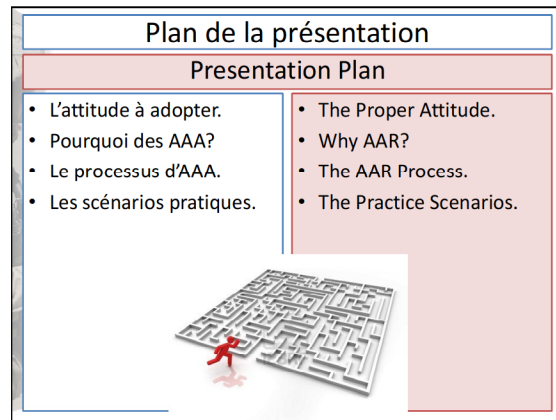 Plan de la présentation
Presentation Plan
• L'attitude à adopter.
• Pourquoi des AAA?
• Le processus d'AAA.
• Les scénarios pratiques.
• The Proper Attitude.
• Why AAR?
• The AAR Process.
• The Practice Scenarios.